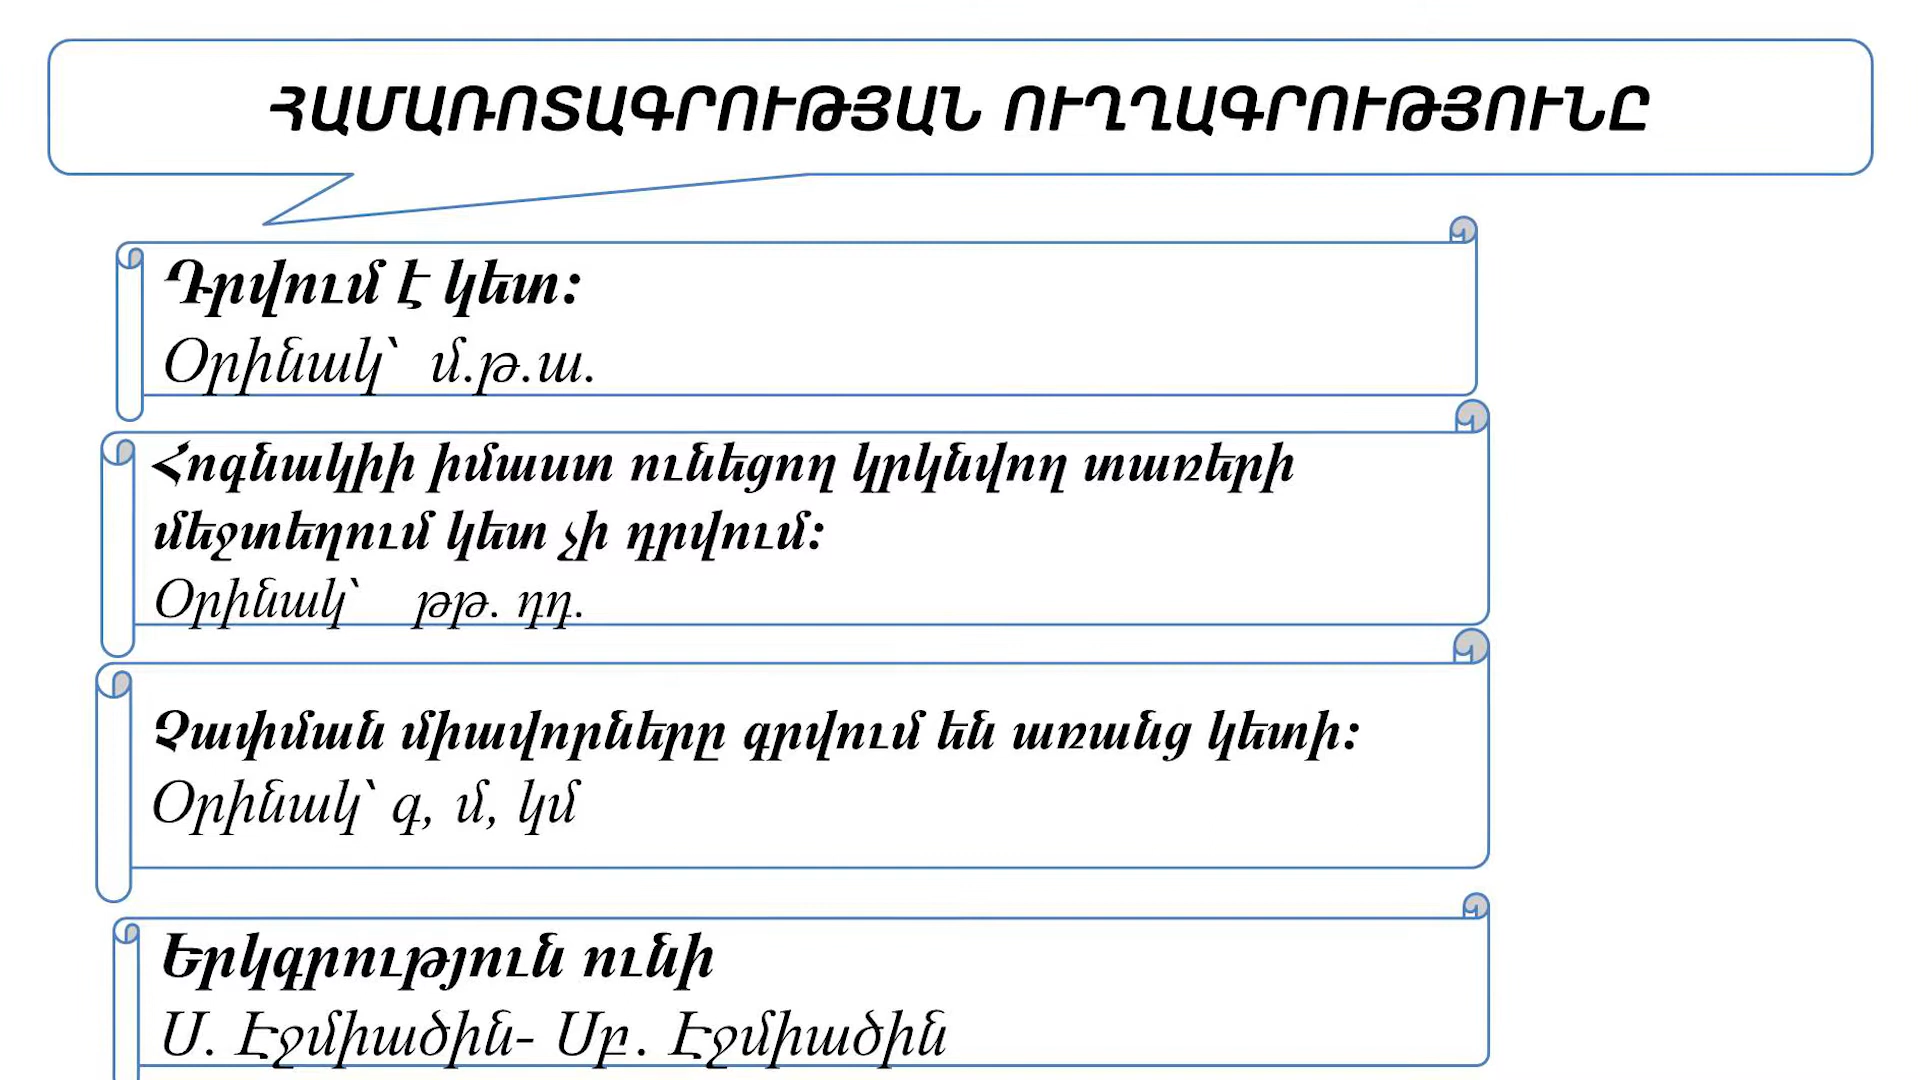 ՀԱՄԱՌՈՏԱԳՐՈՒԹՅԱՆ ՈՒՂՂԱԳՐՈՒԹՅՈՒՆԸ
Դրվում է կետ:
Օրինակ՝ մ.թ.ա.
Հոգնակիի իմաստ ունեցող կրկնվող տառերի
մեջտեղում կետ չի դրվում:
Օրինակ՝ թթ. դդ.
Չափման միավորները գրվում են առանց կետի:
Օրինակ՝ գ, մ, կմ
Երկգրություն ունի
Ս. Էջմիածին- Սբ. Էջմիածին